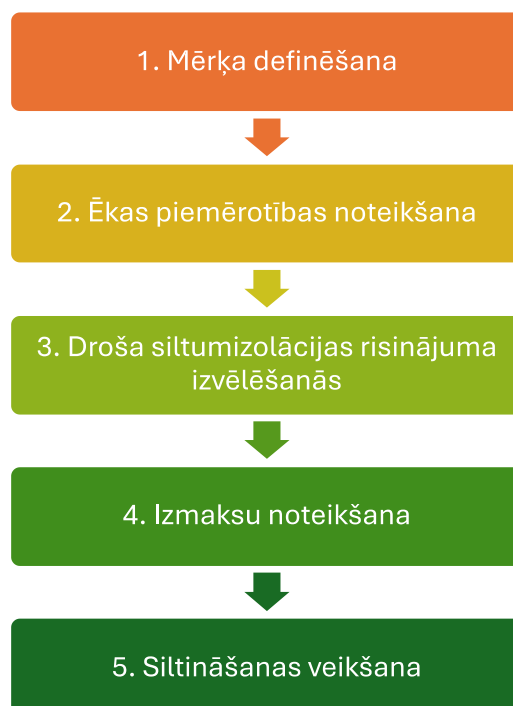 1. Mērķa definēšana
2. Ēkas piemērotības noteikšana
3. Droša siltumizolācijas risinājuma
izvēlēšanās
4. Izmaksu noteikšana
5. Siltināšanas veikšana